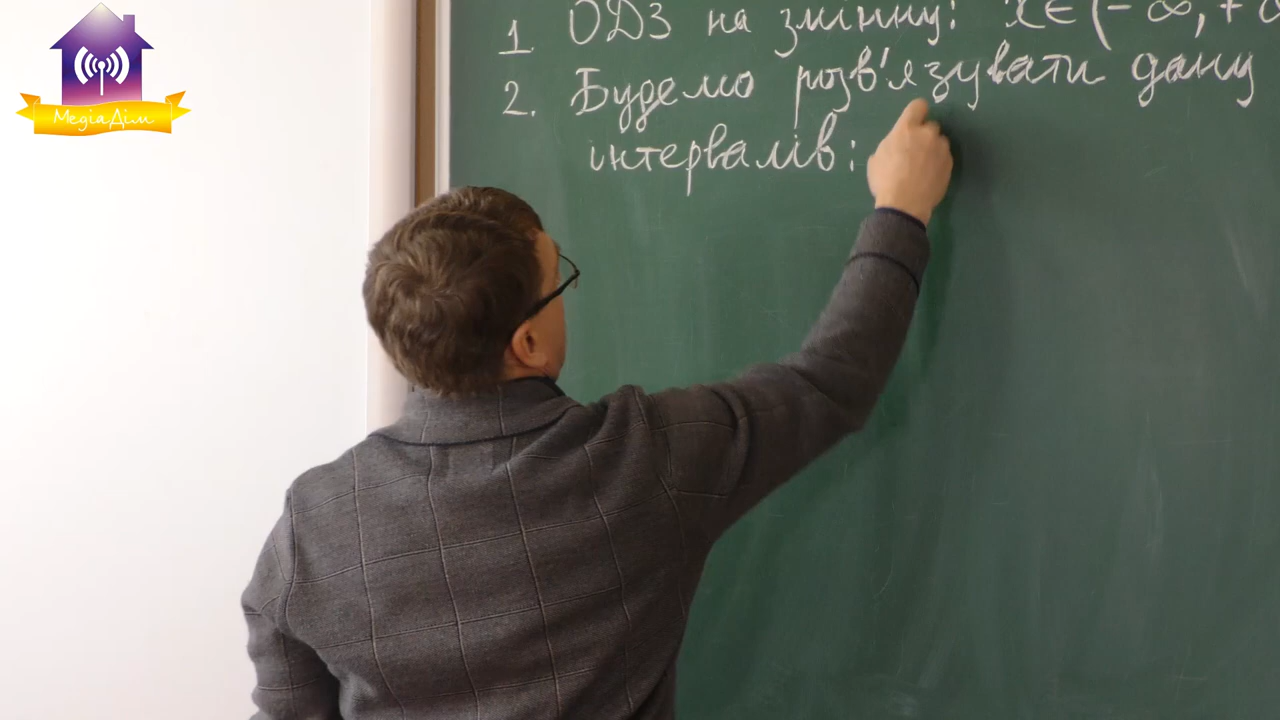 МедіаДім
1. ОДЗ на змінну: x∈(-∞,+∞
2. Будемо розв'язувати дану
інтервалів: